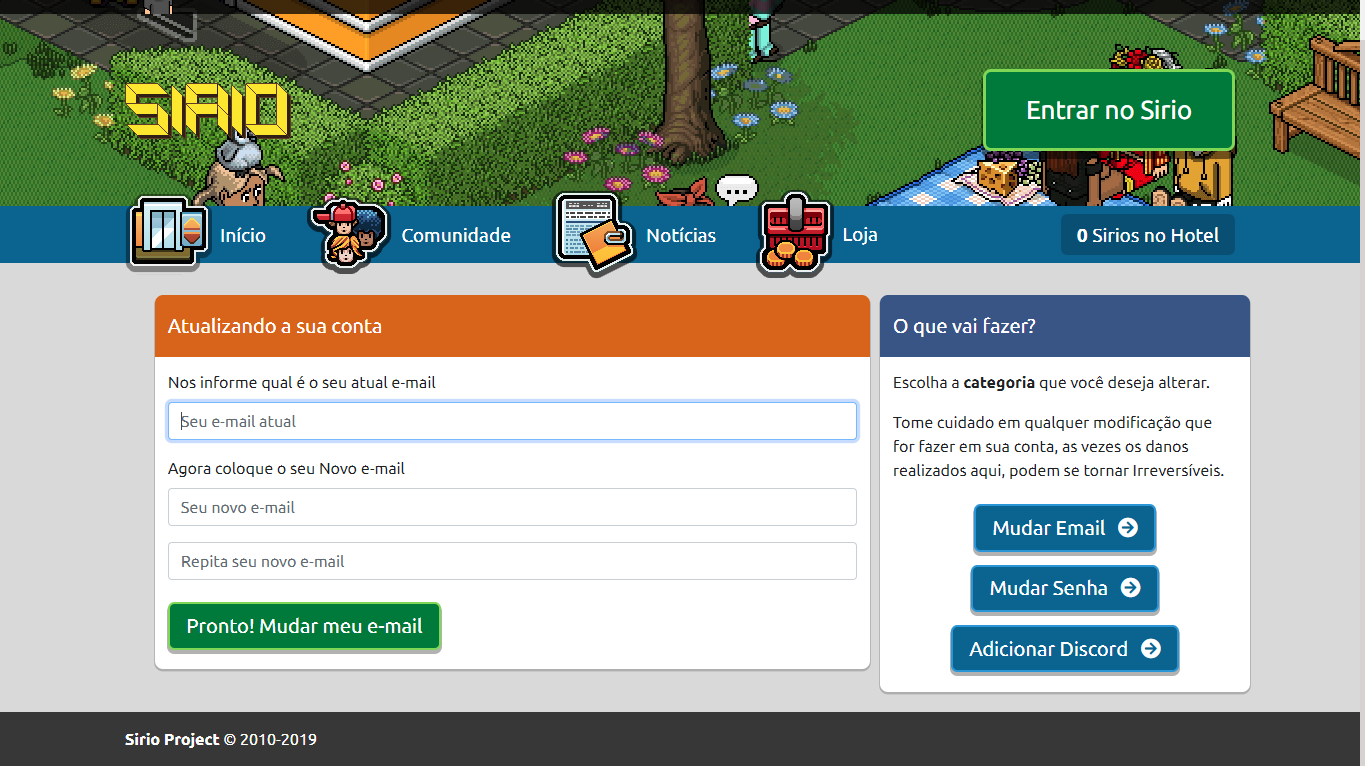 SIRIO
Entrar no Sirio
Início
Comunidade
Notícias
Loja
0 Sirios no Hotel
Atualizando a sua conta
Nos informe qual é o seu atual e-mail
Seu e-mail atual
Agora coloque o seu Novo e-mail
Seu novo e-mail
Repita seu novo e-mail
Pronto! Mudar meu e-mail
O que vai fazer?
Escolha a categoria que você deseja alterar.
Tome cuidado em qualquer modificação que
for fazer em sua conta, as vezes os danos
realizados aqui, podem se tornar Irreversíveis.
Mudar Email
Mudar Senha
Adicionar Discord
Sirio Project © 2010-2019